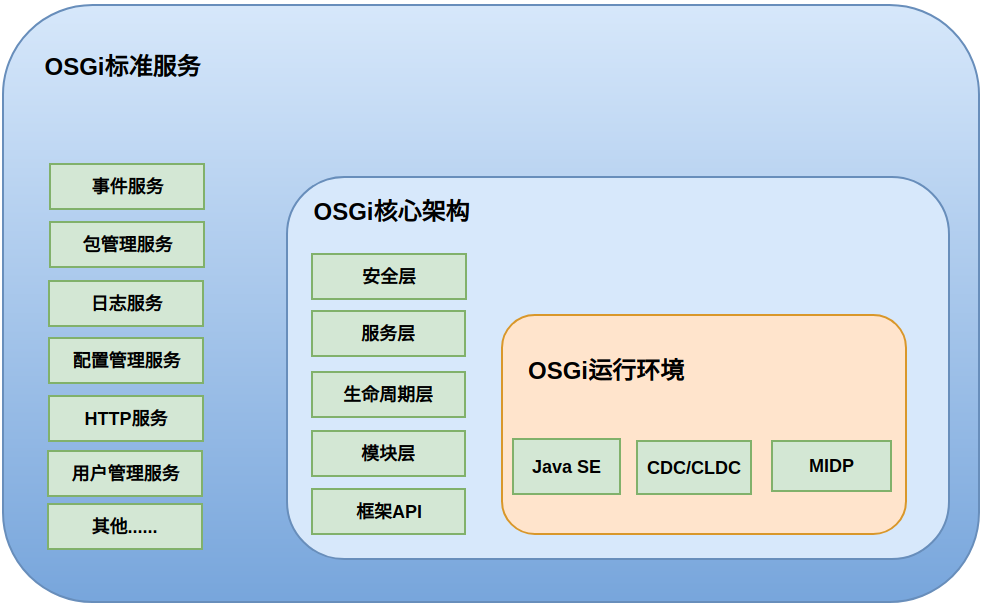 OSGi标准服务
事件服务
包管理服务
日志服务
配置管理服务
HTTP服务
用户管理服务
其他......
OSGi核心架构
安全层
服务层
生命周期层
模块层
框架API
OSGi运行环境
Java SE
CDC/CLDC
MIDP